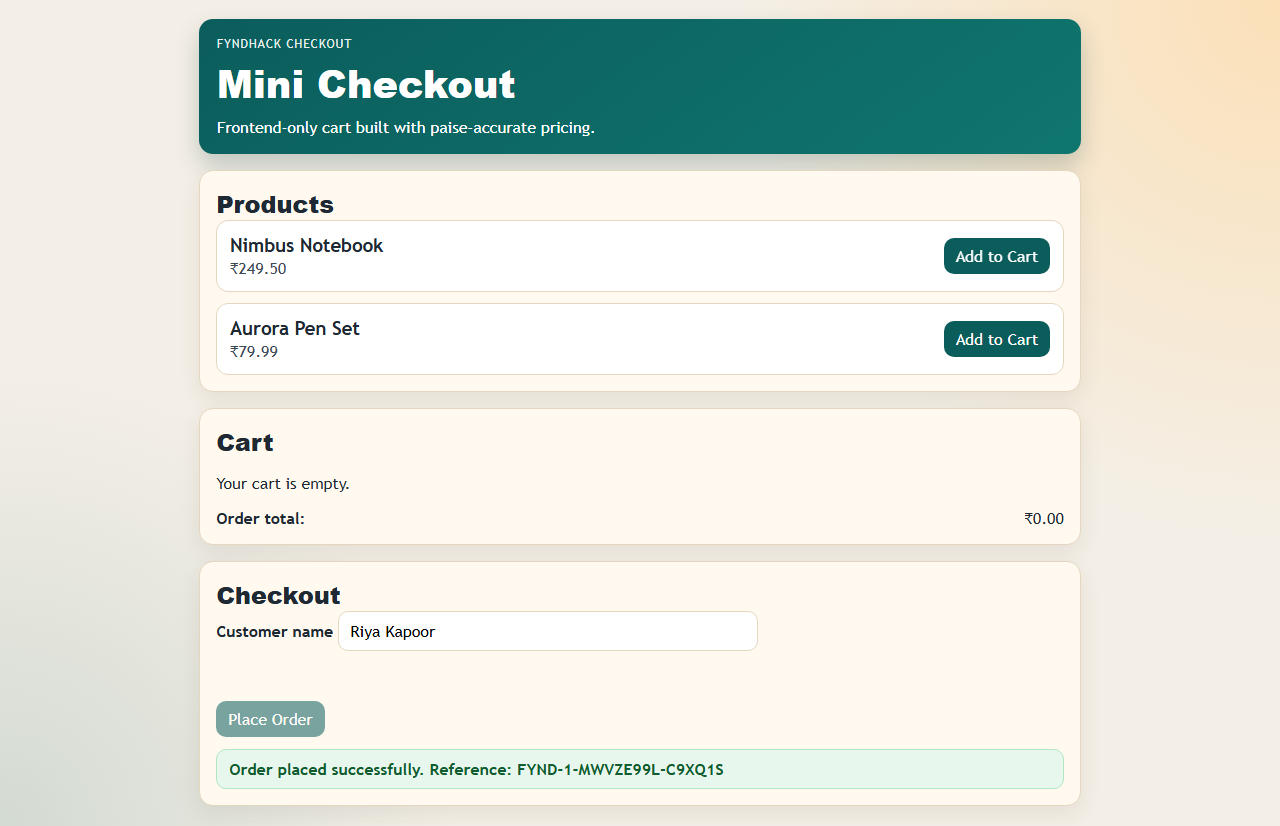 FYNDHACK CHECKOUT
Mini Checkout
Frontend-only cart built with paise-accurate pricing.
Products
Nimbus Notebook
₹249.50
Add to Cart
Aurora Pen Set
₹79.99
Add to Cart
Cart
Your cart is empty.
Order total: ₹0.00
Checkout
Customer name Riya Kapoor
Place Order
Order placed successfully. Reference: FYND-1-MWVZE99L-C9XQ1S